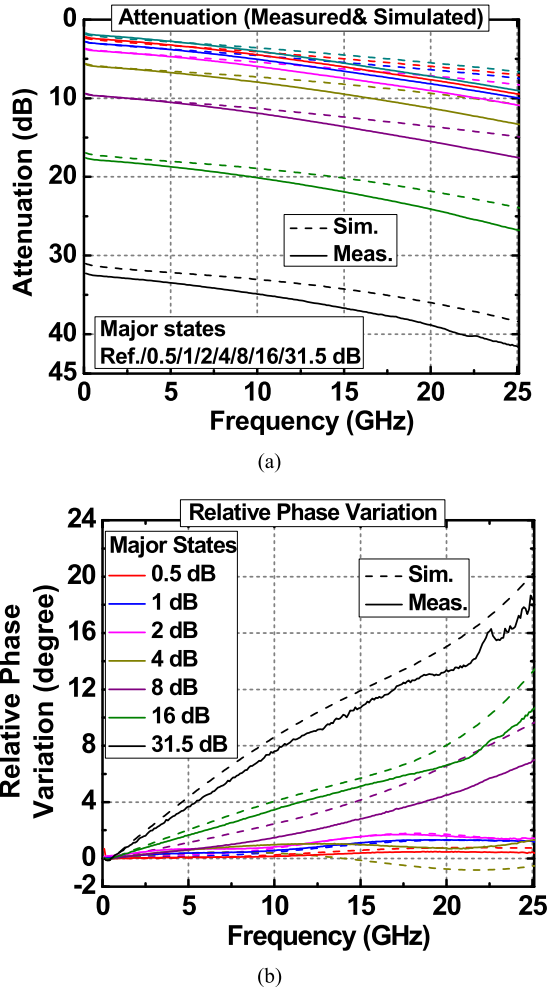 Attenuation (Measured& Simulated)
0
10
20
30
40
45
Attenuation (dB)
Sim.
Meas.
Major states
Ref./0.5/1/2/4/8/16/31.5 dB
0 5 10 15 20 25
Frequency (GHz)
(a)
Relative Phase Variation
24
20
16
12
8
4
0
-2
Relative Phase
Variation (degree)
Major States
0.5 dB
1 dB
2 dB
4 dB
8 dB
16 dB
31.5 dB
Sim.
Meas.
0 5 10 15 20 25
Frequency (GHz)
(b)